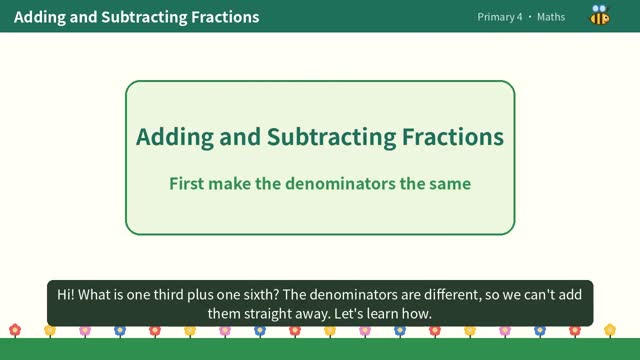 Adding and Subtracting Fractions
Primary 4 • Maths
Adding and Subtracting Fractions
First make the denominators the same
Hi! What is one third plus one sixth? The denominators are different, so we can't add
them straight away. Let's learn how.